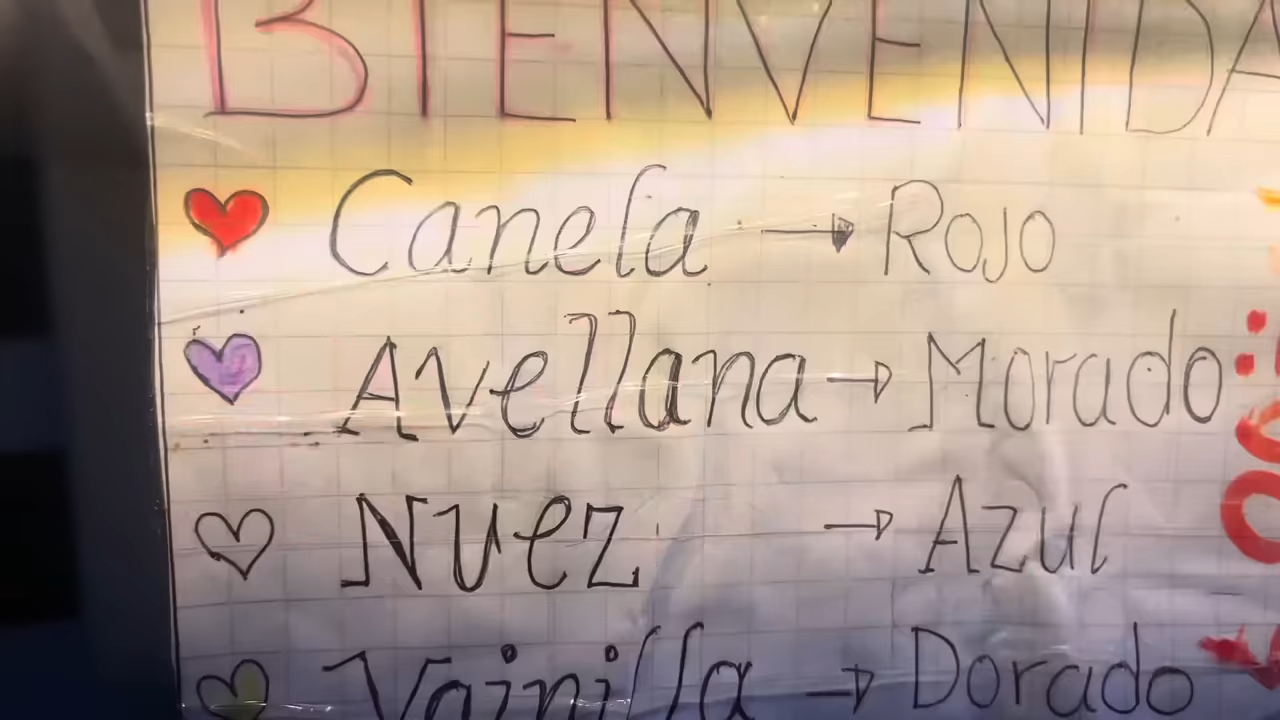 BIENVENIDA
Canela → Rojo
Avellana → Morado
Nuez → Azul
Vainilla → Dorado